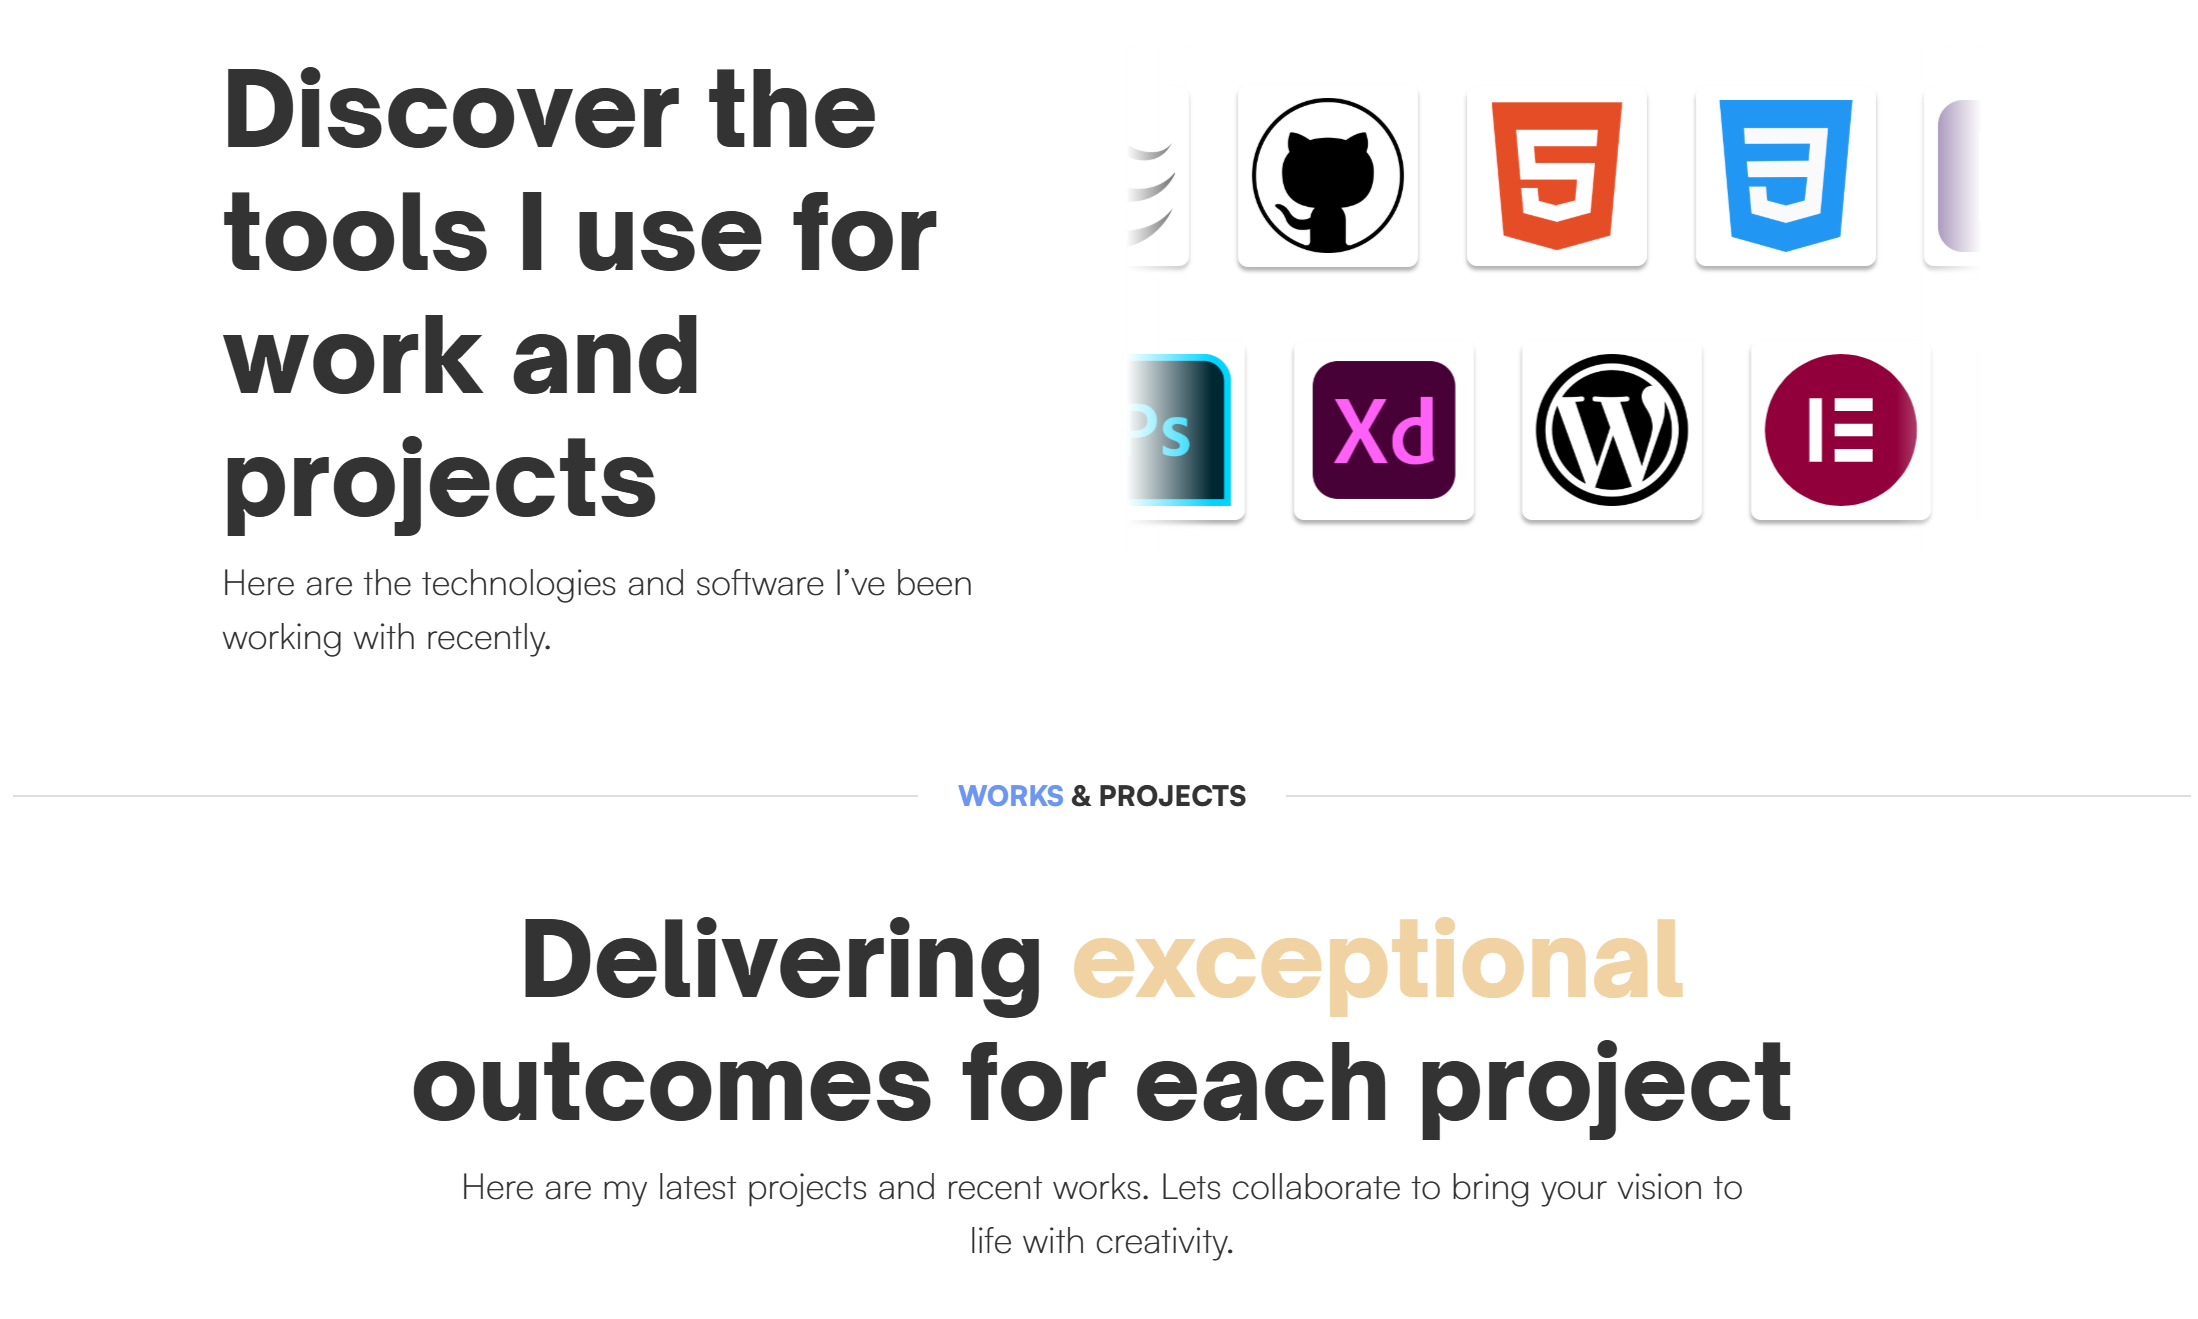 Discover the
tools I use for
work and
projects
Here are the technologies and software I’ve been
working with recently.
Ps
Xd
WORKS & PROJECTS
Delivering exceptional
outcomes for each project
Here are my latest projects and recent works. Lets collaborate to bring your vision to
life with creativity.